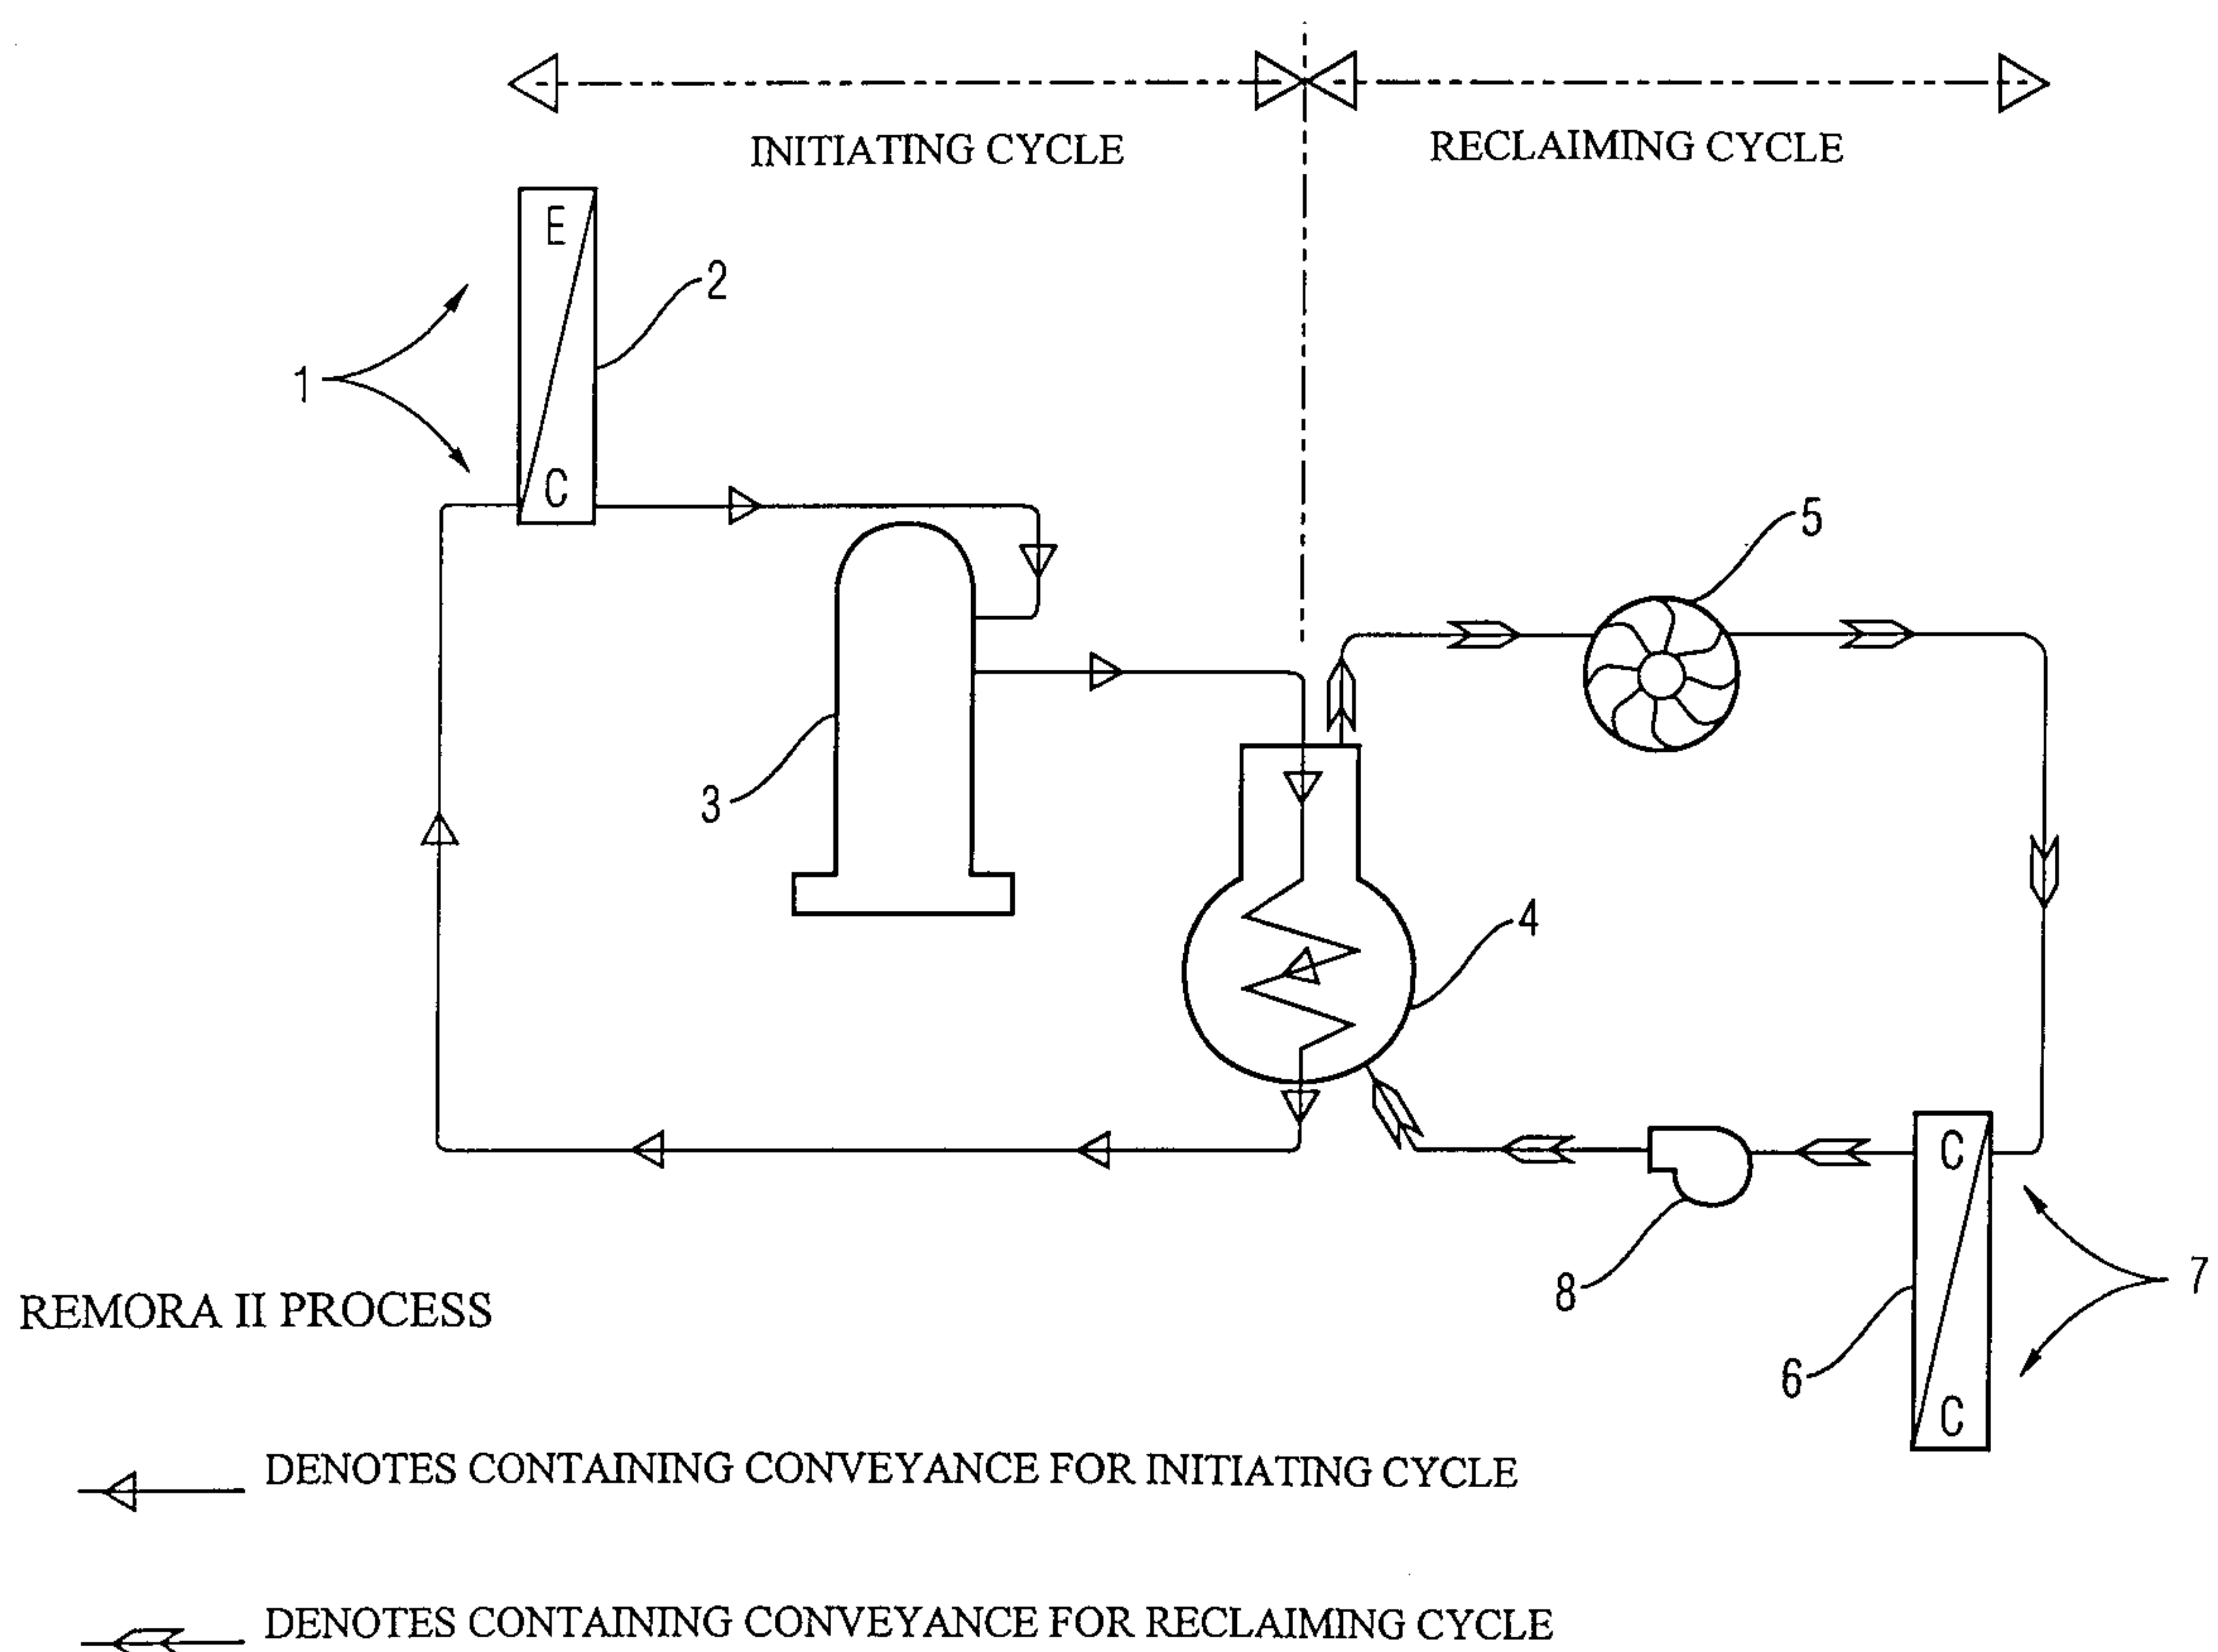 INITIATING CYCLE
RECLAIMING CYCLE
E
2
1
C
5
3
4
C
8
7
6
C
REMORA II PROCESS
DENOTES CONTAINING CONVEYANCE FOR INITIATING CYCLE
DENOTES CONTAINING CONVEYANCE FOR RECLAIMING CYCLE